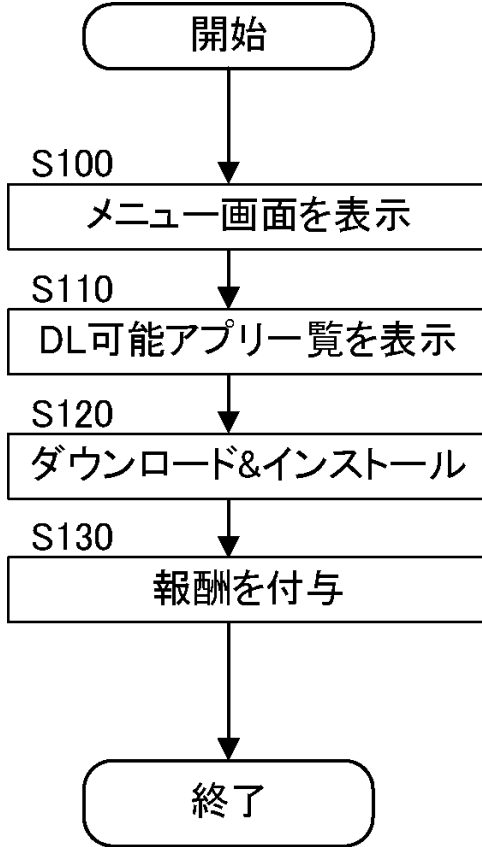 開始
S100
メニュー画面を表示
S110
DL可能アプリ一覧を表示
S120
ダウンロード&インストール
S130
報酬を付与
終了